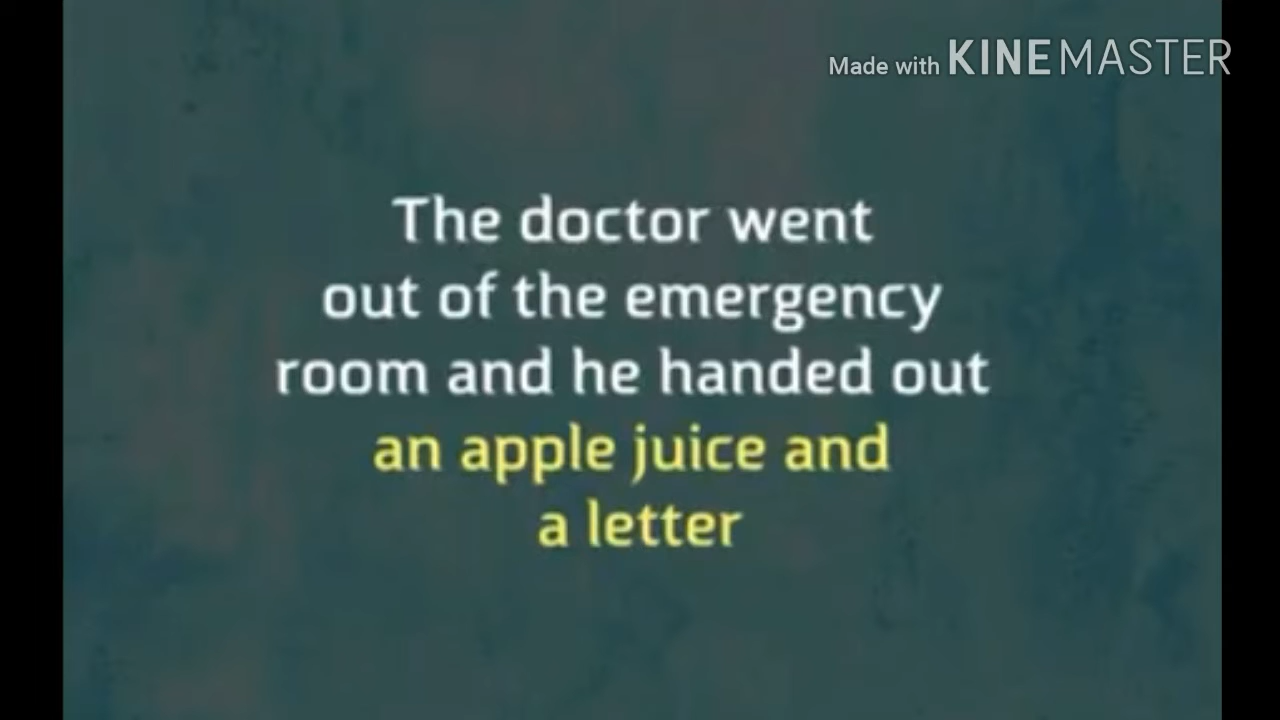 Made with KINEMASTER
The doctor went
out of the emergency
room and he handed out
an apple juice and
a letter